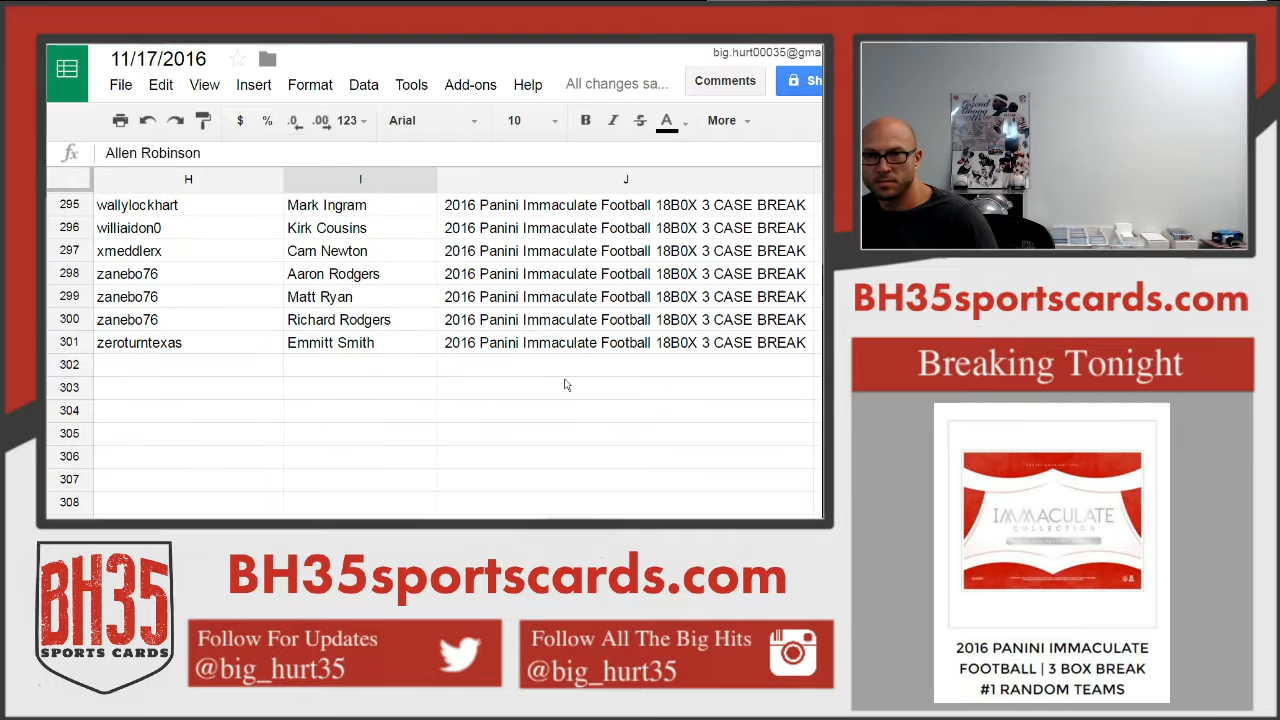 11/17/2016
big.hurt00035@gma
File Edit View Insert Format Data Tools Add-ons Help All changes sa...
Comments
Sh
$ % .0 .00 123 Arial 10 B I S A More
fx Allen Robinson
H I J
295 wallylockhart Mark Ingram 2016 Panini Immaculate Football 18B0X 3 CASE BREAK
296 williaidon0 Kirk Cousins 2016 Panini Immaculate Football 18B0X 3 CASE BREAK
297 xmeddlerx Cam Newton 2016 Panini Immaculate Football 18B0X 3 CASE BREAK
298 zanebo76 Aaron Rodgers 2016 Panini Immaculate Football 18B0X 3 CASE BREAK
299 zanebo76 Matt Ryan 2016 Panini Immaculate Football 18B0X 3 CASE BREAK
300 zanebo76 Richard Rodgers 2016 Panini Immaculate Football 18B0X 3 CASE BREAK
301 zeroturntexas Emmitt Smith 2016 Panini Immaculate Football 18B0X 3 CASE BREAK
302
303
304
305
306
307
308
Legend
BH35sportscards.com
Breaking Tonight
IMMACULATE
COLLECTION
2016 PANINI IMMACULATE
FOOTBALL | 3 BOX BREAK
#1 RANDOM TEAMS
BH35
SPORTS CARDS
BH35sportscards.com
Follow For Updates
@big_hurt35
Follow All The Big Hits
@big_hurt35